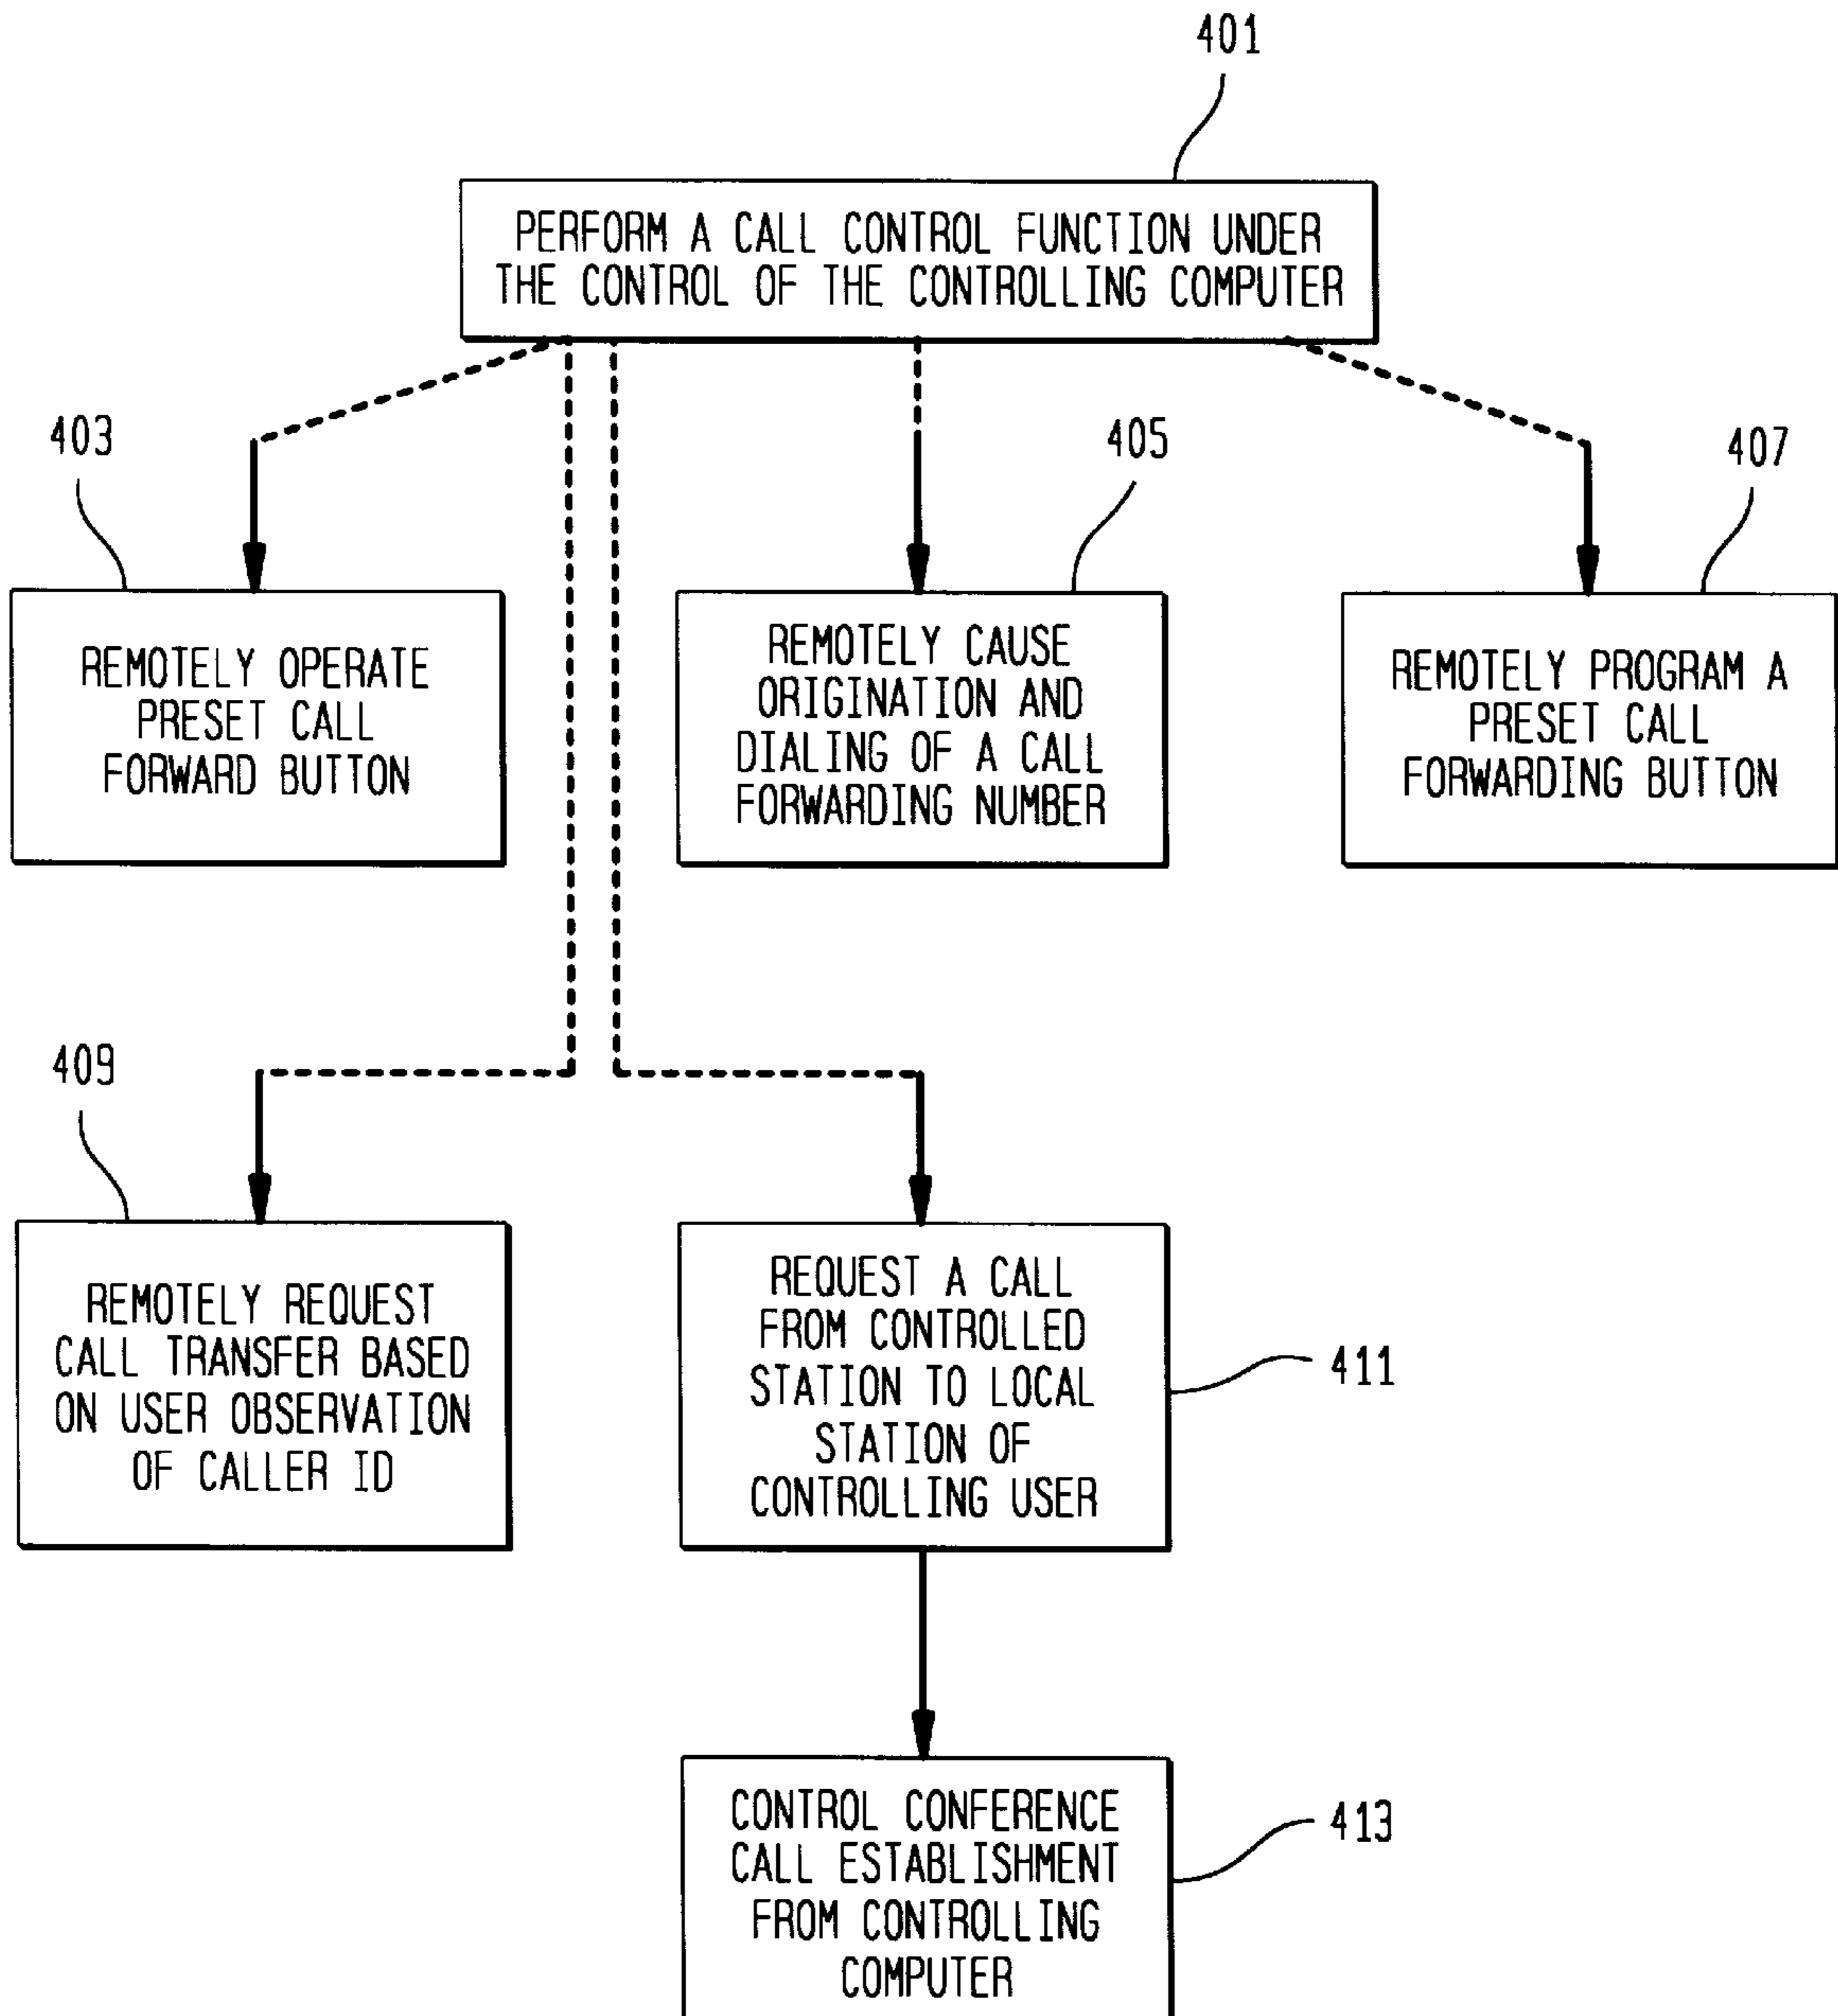 401
PERFORM A CALL CONTROL FUNCTION UNDER
THE CONTROL OF THE CONTROLLING COMPUTER
403
REMOTELY OPERATE
PRESET CALL
FORWARD BUTTON
405
REMOTELY CAUSE
ORIGINATION AND
DIALING OF A CALL
FORWARDING NUMBER
407
REMOTELY PROGRAM A
PRESET CALL
FORWARDING BUTTON
409
REMOTELY REQUEST
CALL TRANSFER BASED
ON USER OBSERVATION
OF CALLER ID
REQUEST A CALL
FROM CONTROLLED
STATION TO LOCAL
STATION OF
CONTROLLING USER
411
CONTROL CONFERENCE
CALL ESTABLISHMENT
FROM CONTROLLING
COMPUTER
413